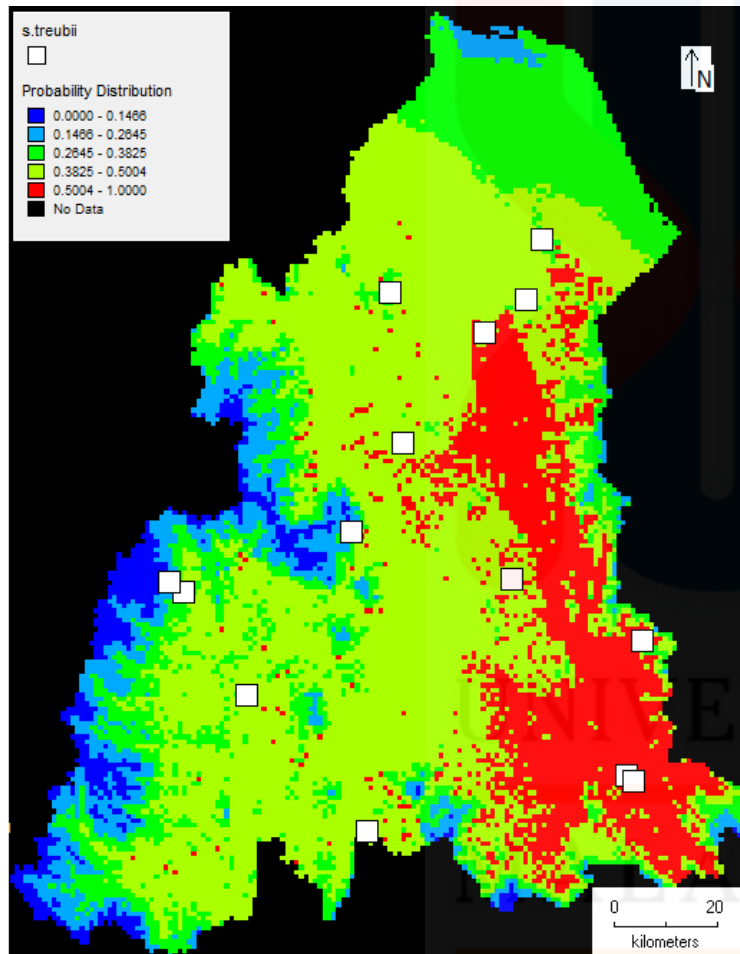 s.treubii
Probability Distribution
0.0000 - 0.1466
0.1466 - 0.2645
0.2645 - 0.3825
0.3825 - 0.5004
0.5004 - 1.0000
No Data
N
UNIVE
0 20
kilometers